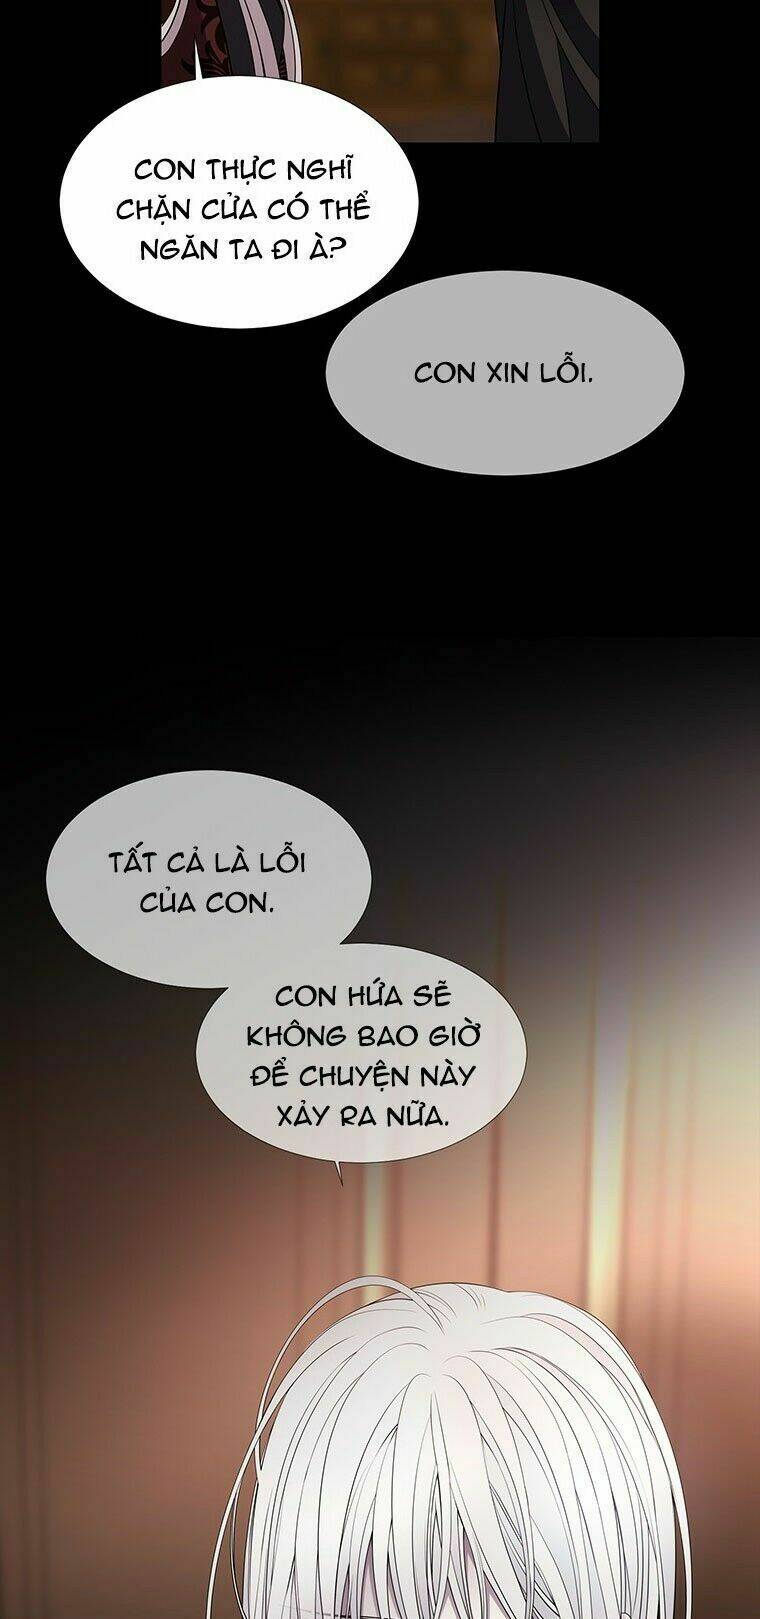 CON THỰC NGHĨ
CHẶN CỬA CÓ THỂ
NGĂN TA ĐI À?
CON XIN LỖI.
TẤT CẢ LÀ LỖI
CỦA CON.
CON HỨA SẼ
KHÔNG BAO GIỜ
ĐỂ CHUYỆN NÀY
XẢY RA NỮA.